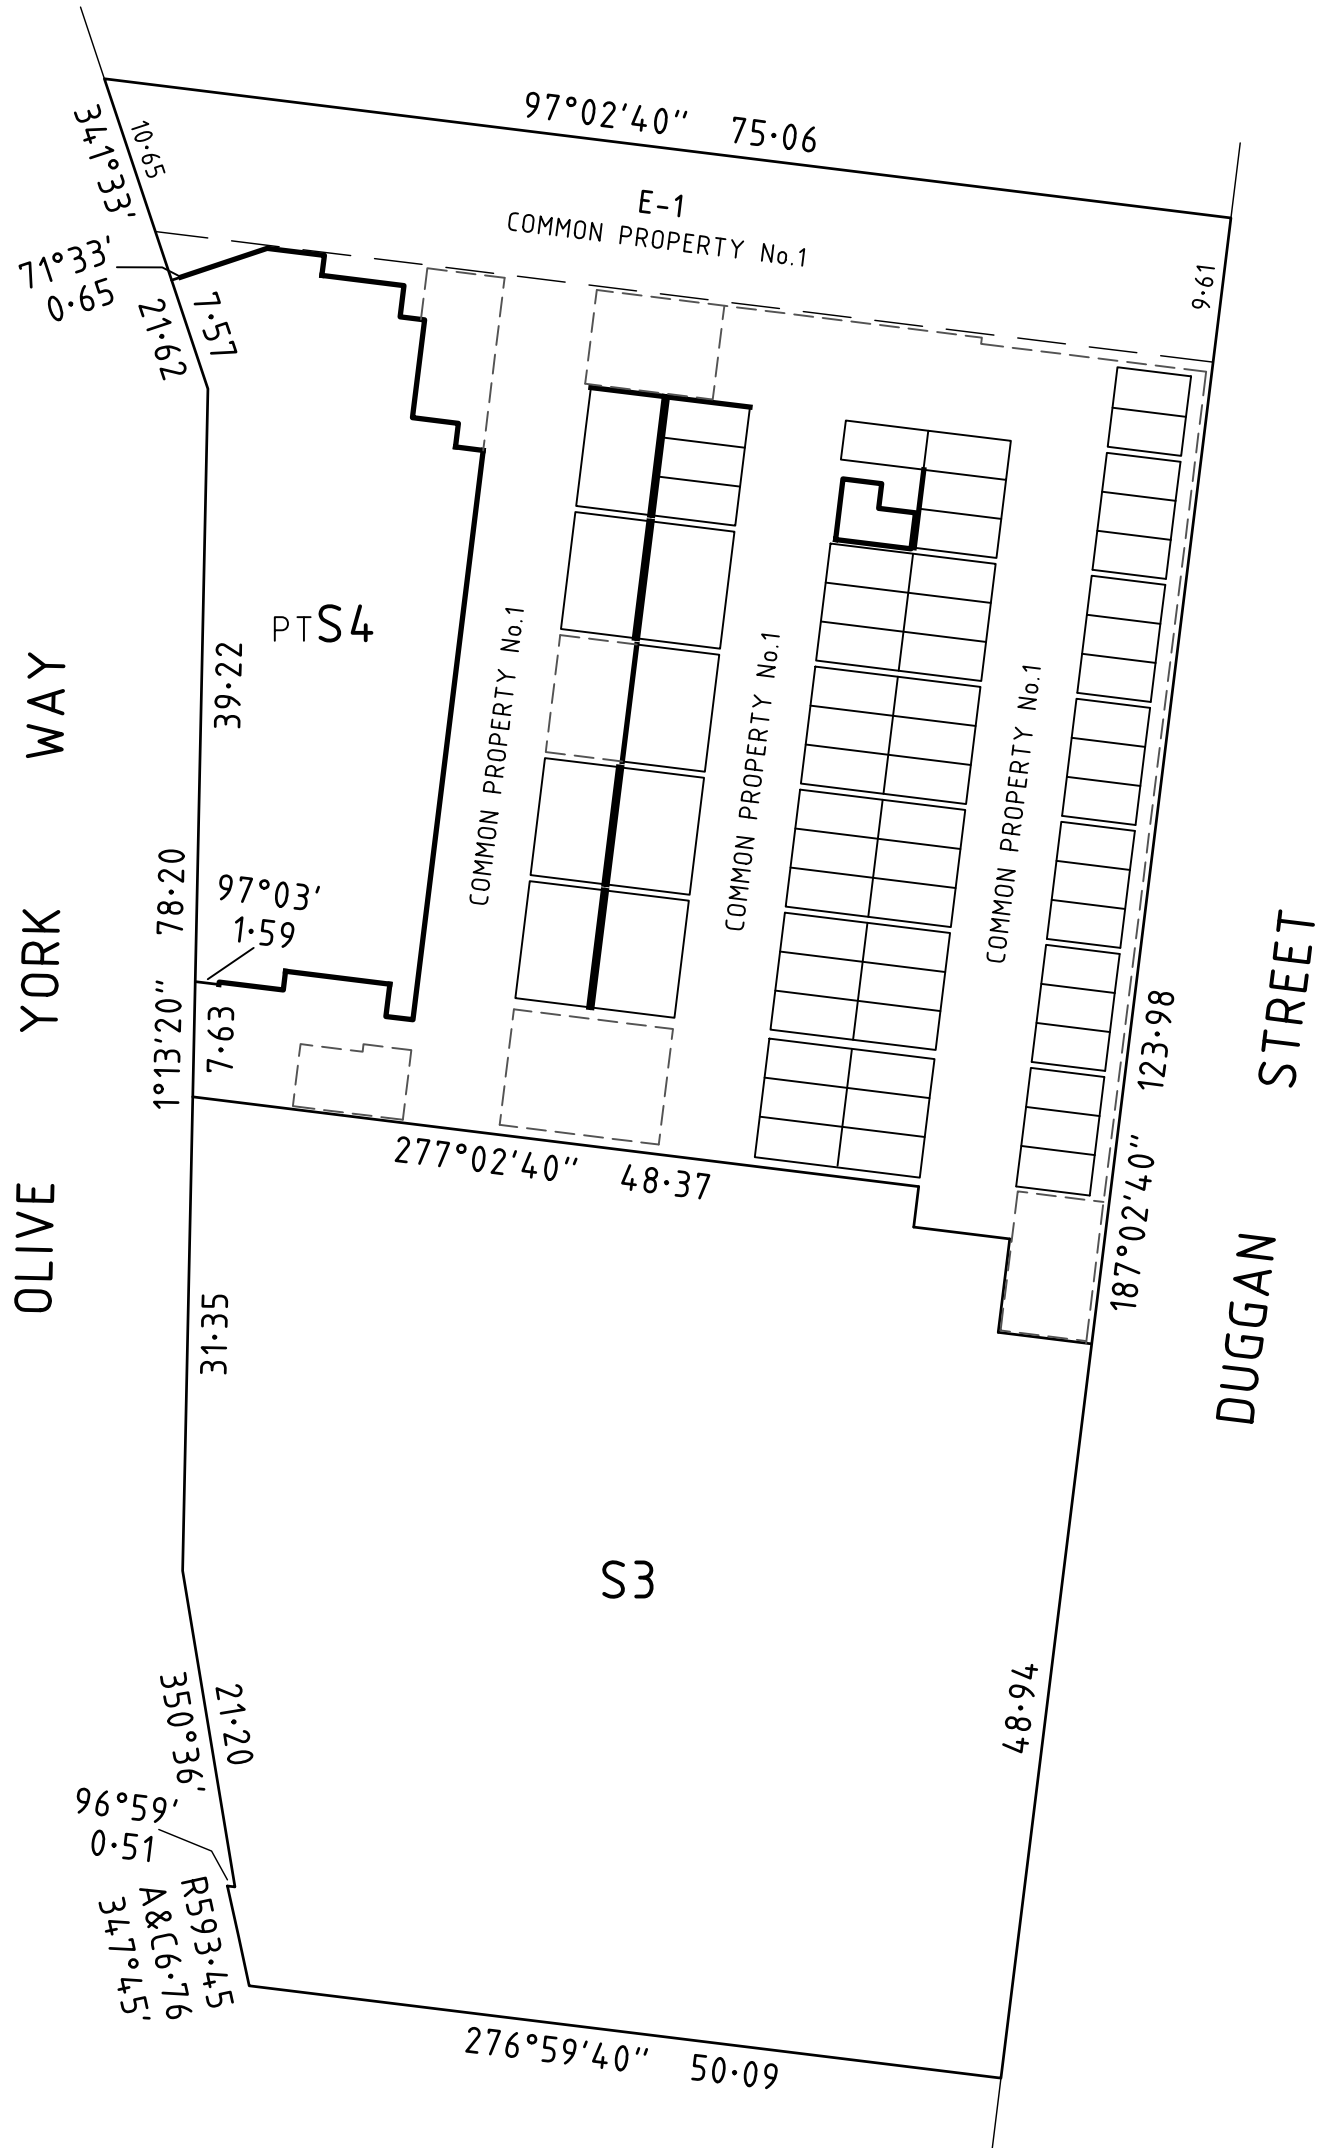 97°02'40" 75·06
341°33'
10·65
E-1
COMMON PROPERTY No.1
9·61
71°33'
0·65
21·62
7·57
PTS4
39·22
COMMON PROPERTY No.1
COMMON PROPERTY No.1
COMMON PROPERTY No.1
OLIVE YORK WAY
78·20
1°13'20"
97°03'
1·59
7·63
277°02'40" 48·37
123·98
187°02'40"
DUGGAN STREET
31·35
S3
48·94
21·20
350°36'
96°59'
0·51
R593·45
A&C6·76
347°45'
276°59'40" 50·09